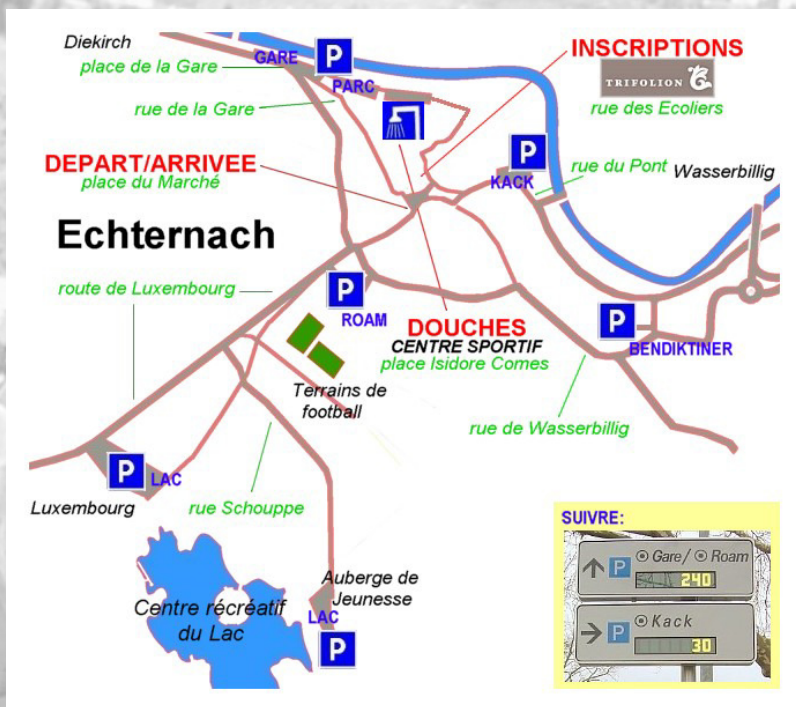 Diekirch
GARE
P
place de la Gare
PARC
rue de la Gare
INSCRIPTIONS
TRIFOLION
rue des Ecoliers
DEPART/ARRIVEE
place du Marché
P
KACK
rue du Pont
Wasserbillig
Echternach
route de Luxembourg
P
ROAM
DOUCHES
CENTRE SPORTIF
place Isidore Comes
P
BENDIKTINER
Terrains de
football
rue de Wasserbillig
P
LAC
Luxembourg
rue Schouppe
Centre récréatif
du Lac
Auberge de
Jeunesse
LAC
P
SUIVRE:
P Gare/ Roam
240
P Kack
30